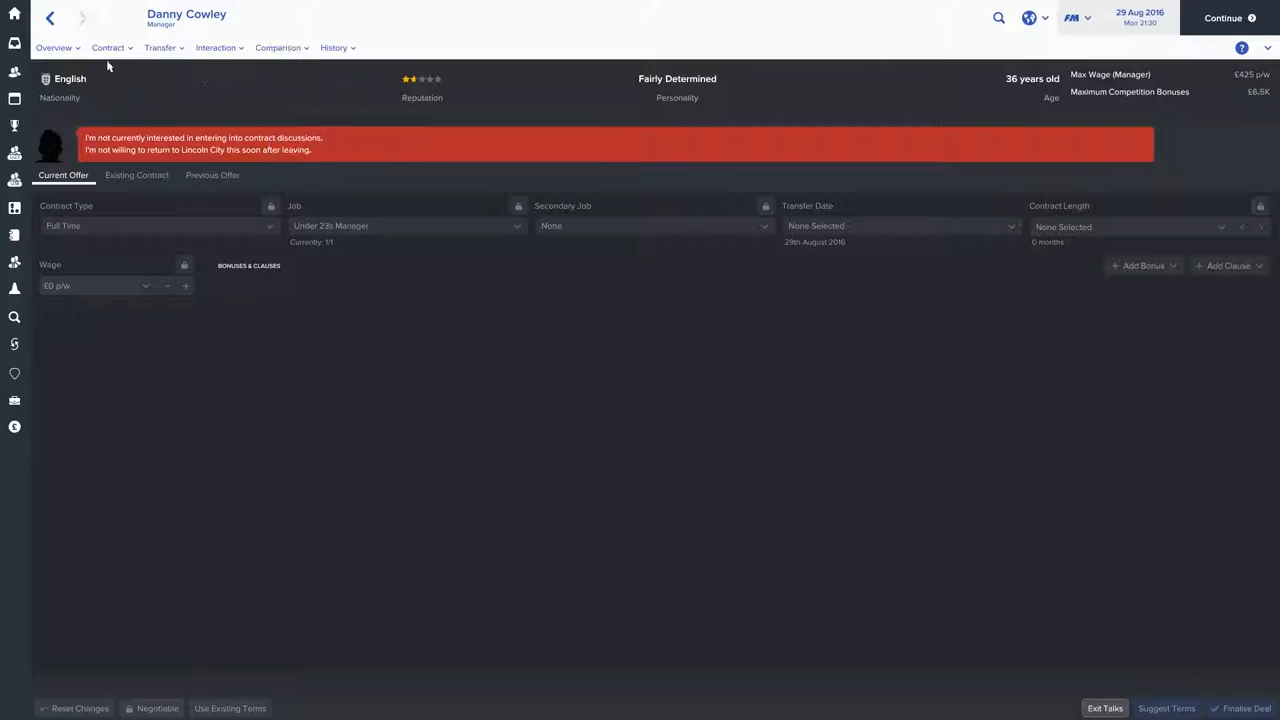 Danny Cowley
Manager
FM
29 Aug 2016
Mon 21:30
Continue
Overview
Contract
Transfer
Interaction
Comparison
History
?
English
Nationality
Reputation
Fairly Determined
Personality
36 years old
Age
Max Wage (Manager) £425 p/w
Maximum Competition Bonuses £6.5K
I'm not currently interested in entering into contract discussions.
I'm not willing to return to Lincoln City this soon after leaving.
Current Offer
Existing Contract
Previous Offer
Contract Type
Full Time
Job
Under 23s Manager
Currently: 1/1
Secondary Job
None
Transfer Date
None Selected
29th August 2016
Contract Length
None Selected
0 months
Wage
£0 p/w
- +
BONUSES & CLAUSES
+ Add Bonus
+ Add Clause
Reset Changes
Negotiable
Use Existing Terms
Exit Talks
Suggest Terms
Finalise Deal